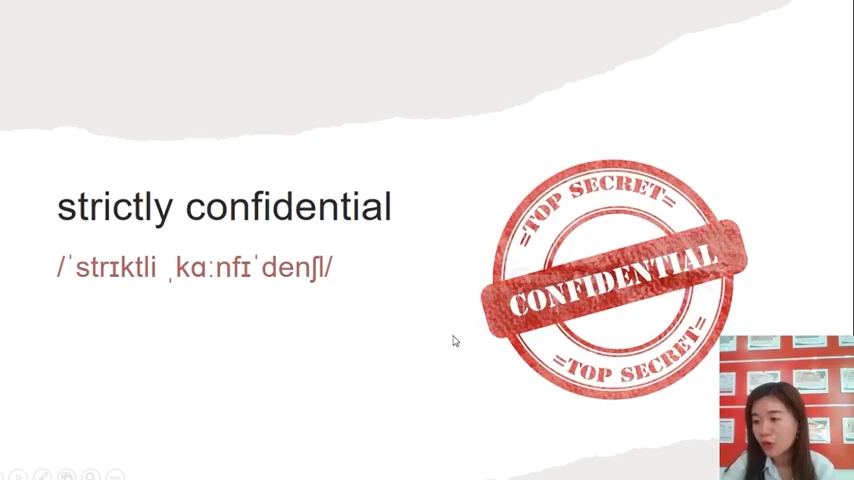 strictly confidential
/ˈstrɪktli ˌkɑːnfɪˈdenʃl/
=TOP SECRET=
CONFIDENTIAL
=TOP SECRET=